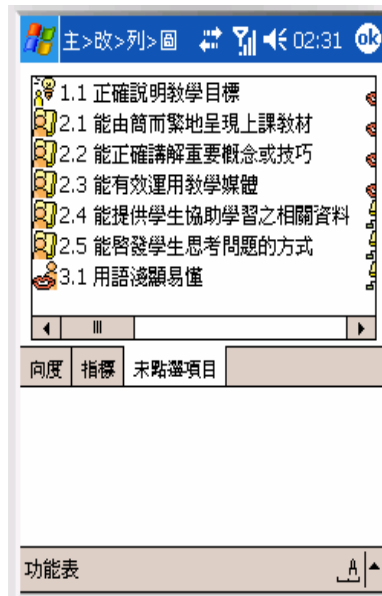 主>改>列>圖 02:31 ok
1.1 正確說明教學目標
2.1 能由簡而繁地呈現上課教材
2.2 能正確講解重要概念或技巧
2.3 能有效運用教學媒體
2.4 能提供學生協助學習之相關資料
2.5 能啓發學生思考問題的方式
3.1 用語淺顯易懂
向度 指標 未點選項目
功能表 A